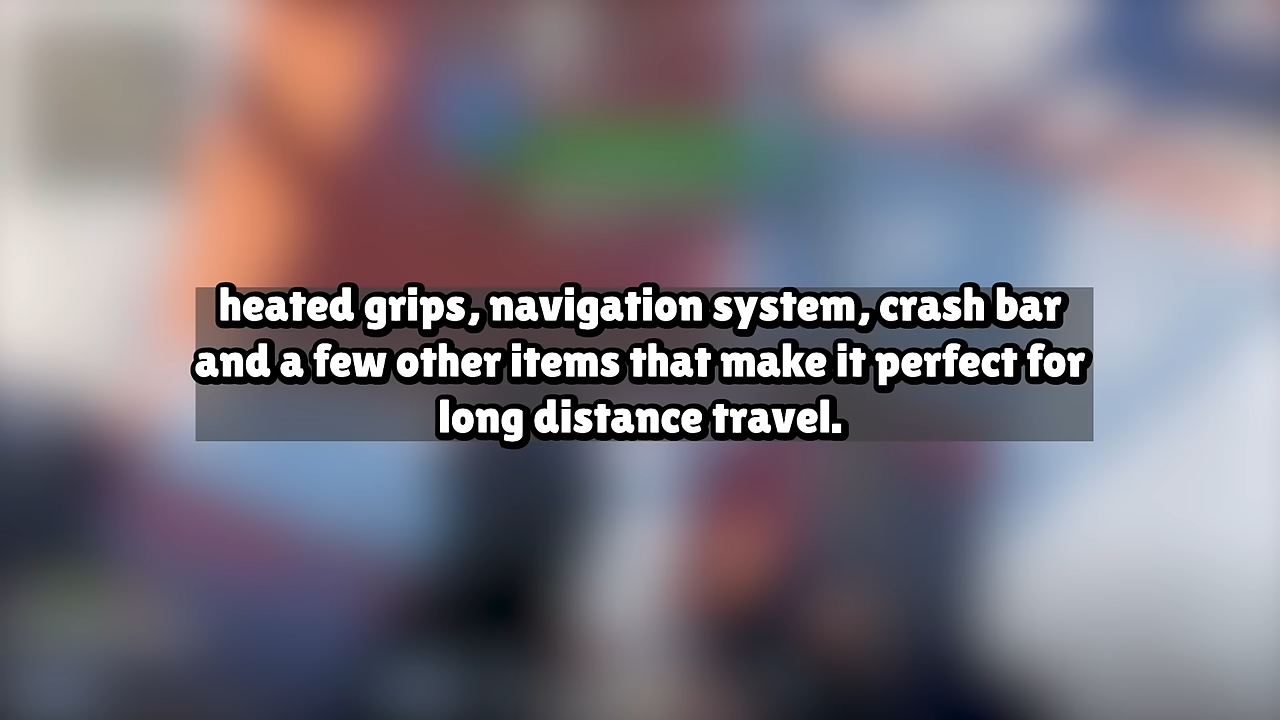 heated grips, navigation system, crash bar
and a few other items that make it perfect for
long distance travel.